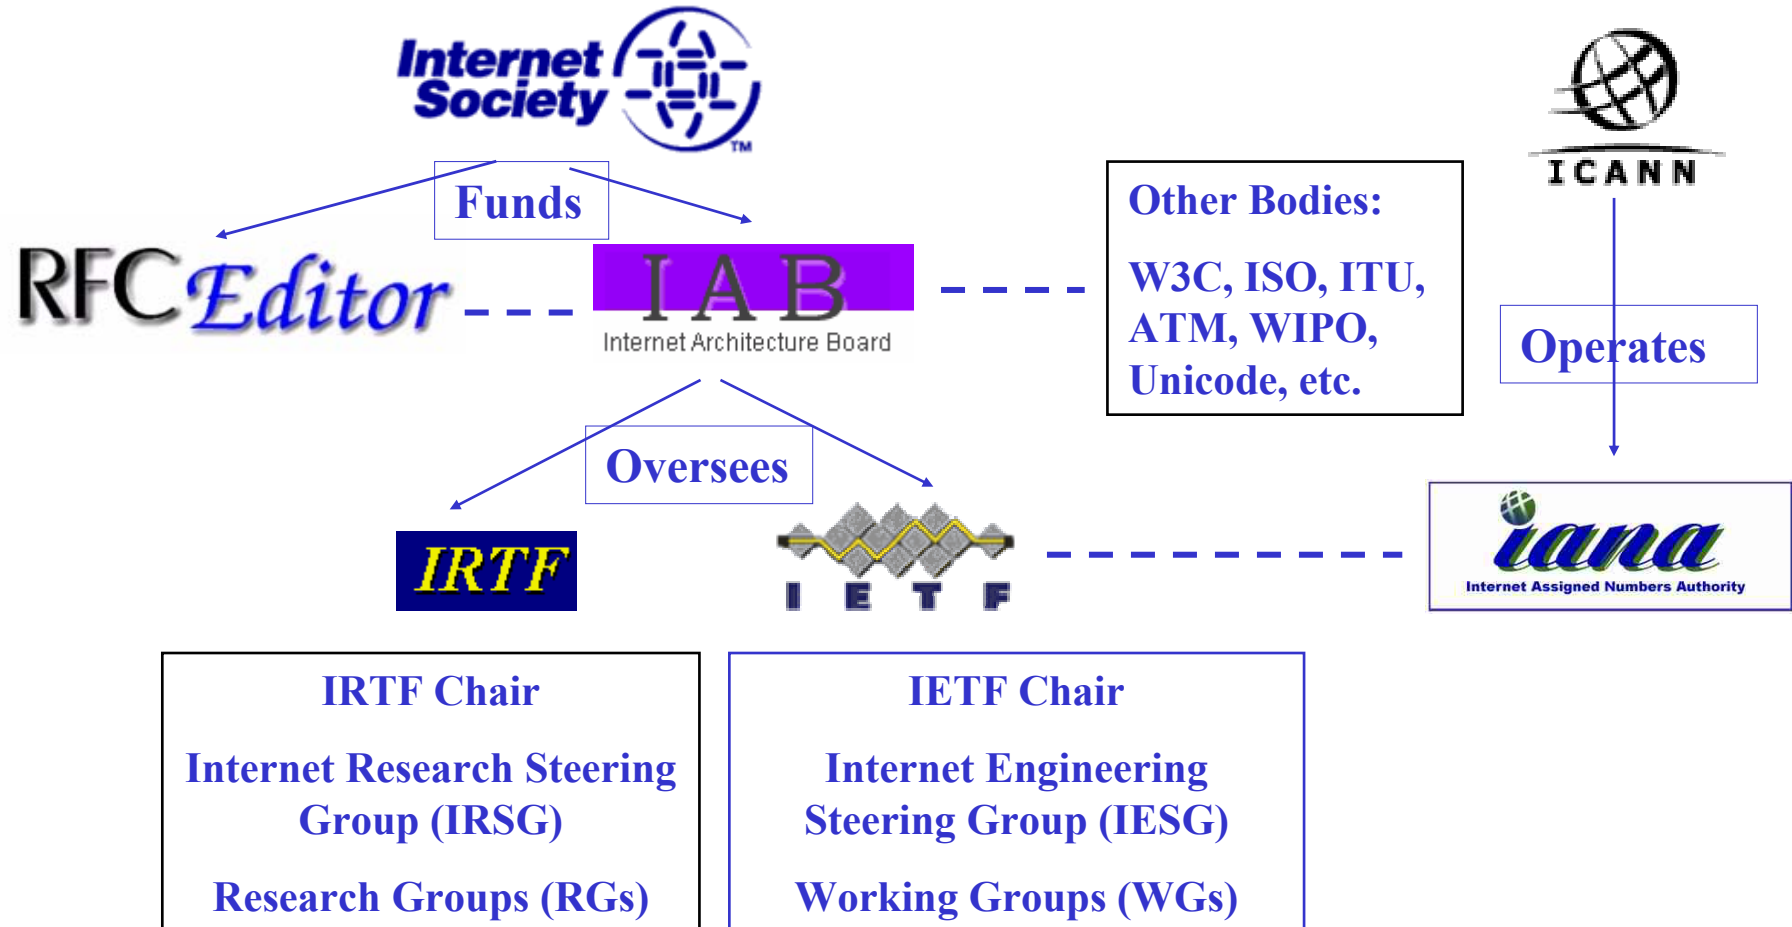 Internet
Society
TM
ICANN
Funds
Other Bodies:
W3C, ISO, ITU,
ATM, WIPO,
Unicode, etc.
RFC Editor
IAB
Internet Architecture Board
Operates
Oversees
IRTF
IETF
iana
Internet Assigned Numbers Authority
IRTF Chair
Internet Research Steering
Group (IRSG)
Research Groups (RGs)
IETF Chair
Internet Engineering
Steering Group (IESG)
Working Groups (WGs)